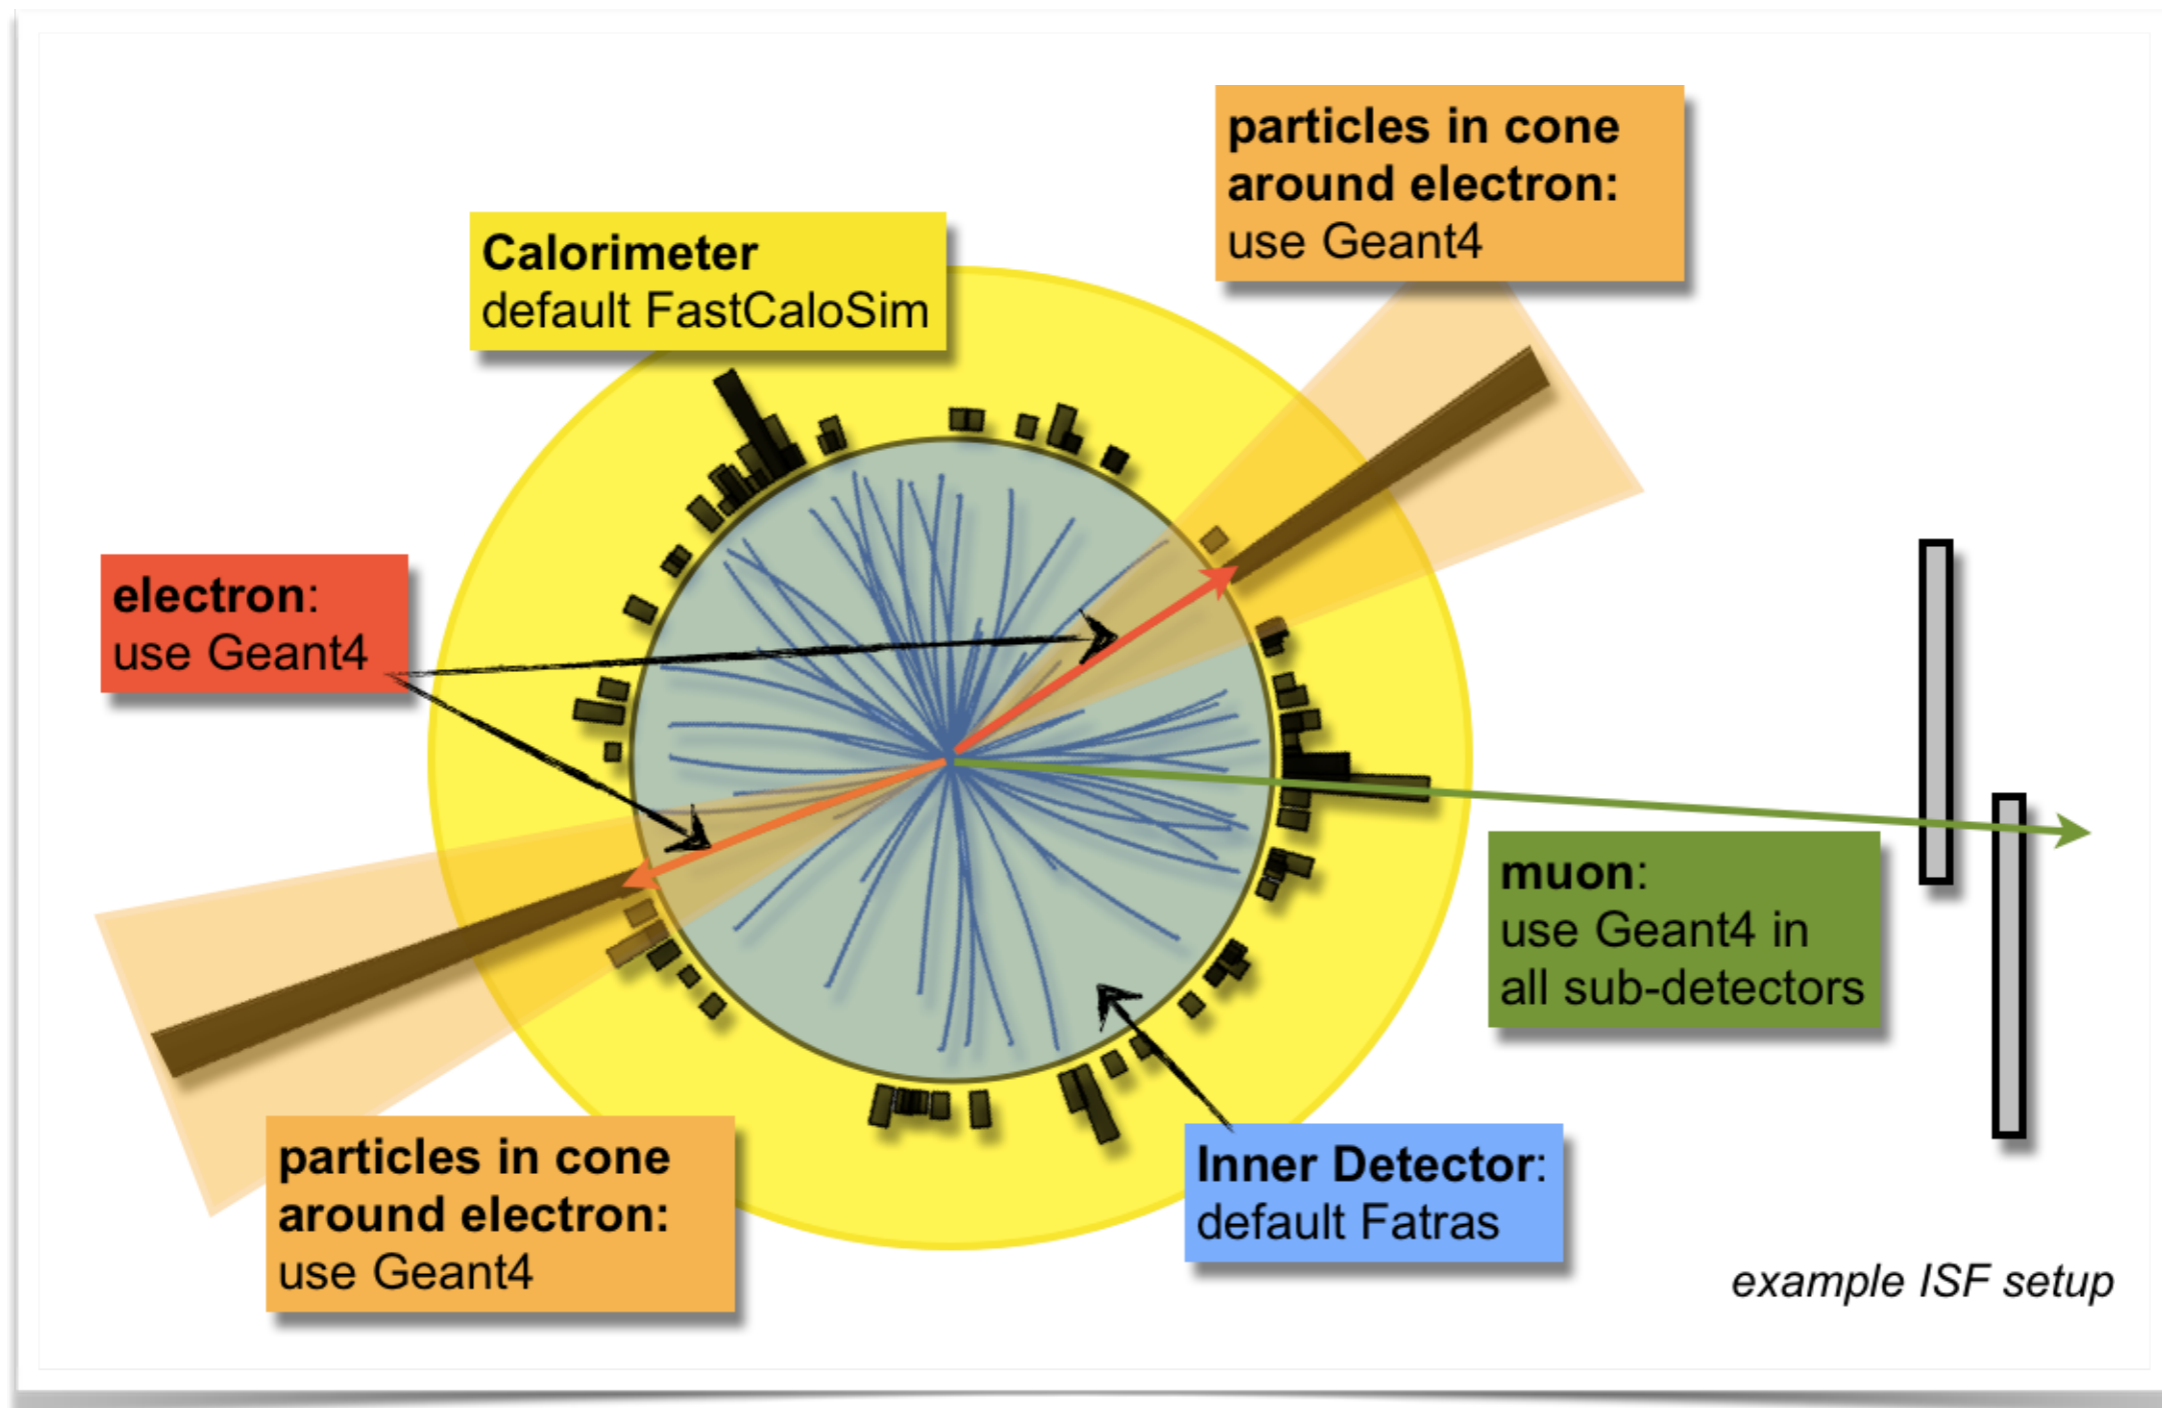 particles in cone
around electron:
use Geant4
Calorimeter
default FastCaloSim
electron:
use Geant4
muon:
use Geant4 in
all sub-detectors
particles in cone
around electron:
use Geant4
Inner Detector:
default Fatras
example ISF setup